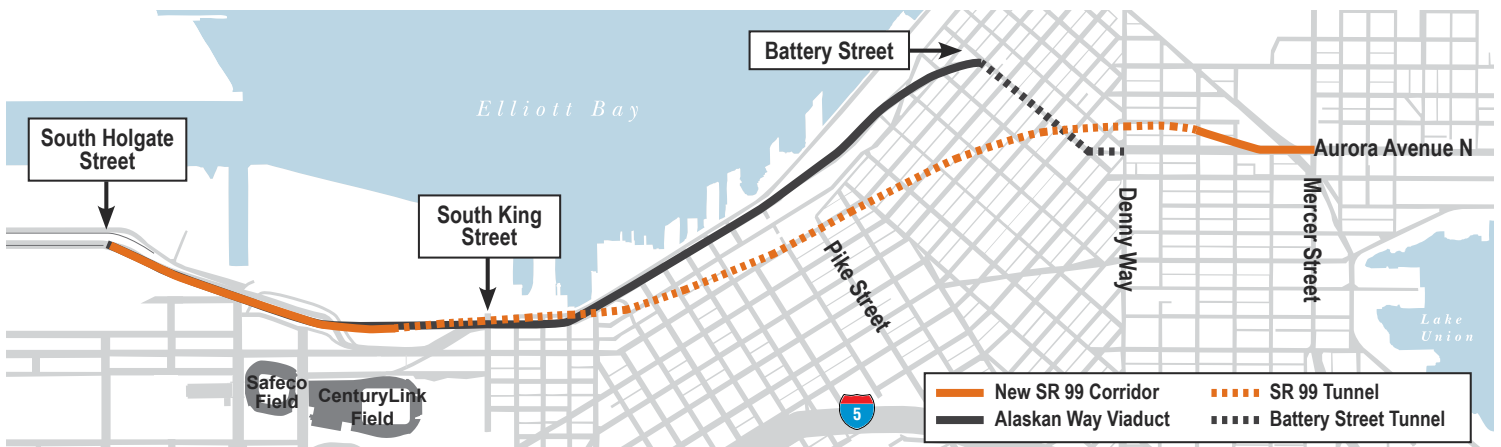 Battery Street
Elliott Bay
South Holgate
Street
South King
Street
Aurora Avenue N
Denny Way
Mercer Street
Pike Street
Lake
Union
Safeco
Field
CenturyLink
Field
5
New SR 99 Corridor
SR 99 Tunnel
Alaskan Way Viaduct
Battery Street Tunnel